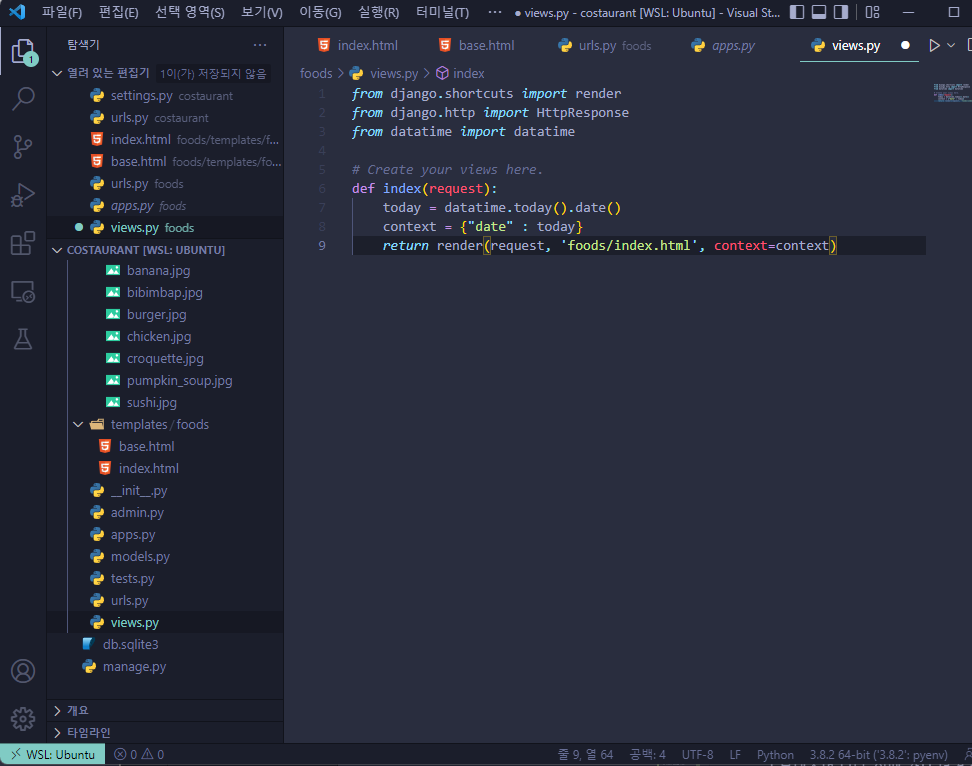 파일(F) 편집(E) 선택 영역(S) 보기(V) 이동(G) 실행(R) 터미널(T) ··· ● views.py - costaurant [WSL: Ubuntu] - Visual St...
탐색기 ···
열려 있는 편집기 1이(가) 저장되지 않음
settings.py costaurant
urls.py costaurant
index.html foods/templates/f...
base.html foods/templates/fo...
urls.py foods
apps.py foods
views.py foods
COSTAURANT [WSL: UBUNTU]
banana.jpg
bibimbap.jpg
burger.jpg
chicken.jpg
croquette.jpg
pumpkin_soup.jpg
sushi.jpg
templates/foods
base.html
index.html
__init__.py
admin.py
apps.py
models.py
tests.py
urls.py
views.py
db.sqlite3
manage.py
개요
타임라인
index.html base.html urls.py foods apps.py views.py
foods > views.py > index
1 from django.shortcuts import render
2 from django.http import HttpResponse
3 from datatime import datatime
4
5 # Create your views here.
6 def index(request):
7 today = datatime.today().date()
8 context = {"date" : today}
9 return render(request, 'foods/index.html', context=context)
1
WSL: Ubuntu 0 0 줄 9, 열 64 공백: 4 UTF-8 LF Python 3.8.2 64-bit ('3.8.2': pyenv)